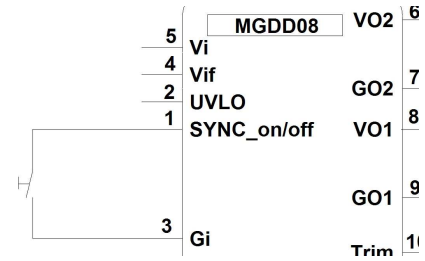 MGDD08
VO2 6
5 Vi
4 Vif
GO2 7
2 UVLO
1 SYNC_on/off
VO1 8
GO1 9
3 Gi
Trim